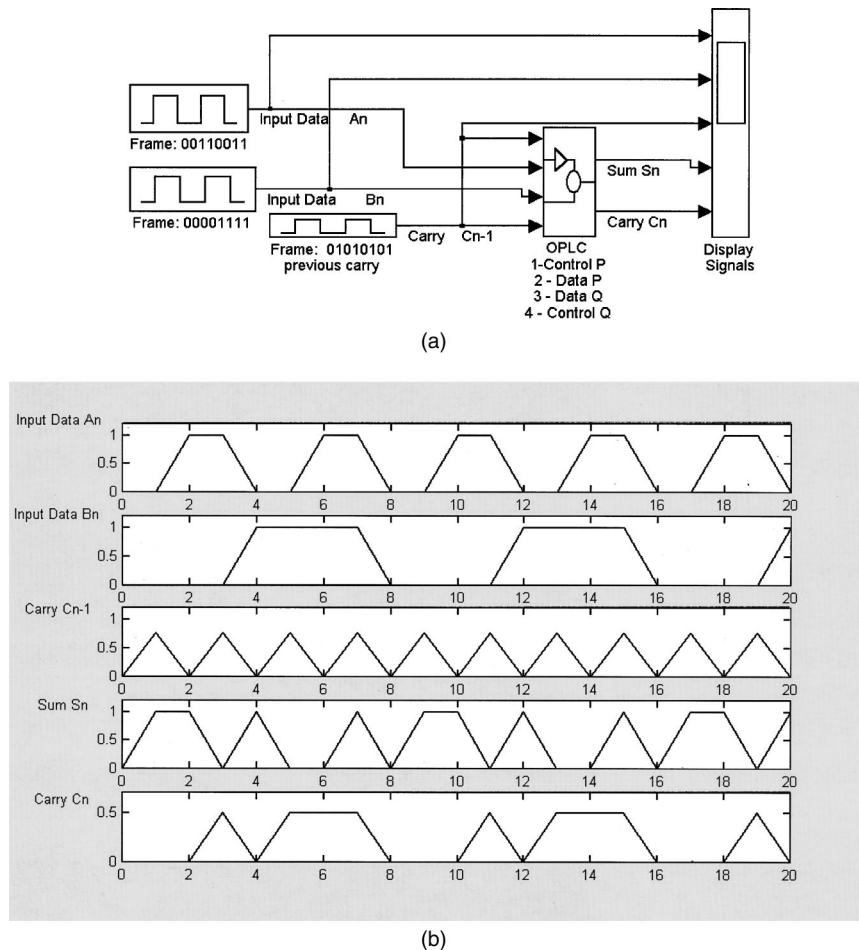 Input Data An
Frame: 00110011
Input Data Bn
Frame: 00001111
Carry Cn-1
Frame: 01010101
previous carry
Sum Sn
Carry Cn
OPLC
1-Control P
2 - Data P
3 - Data Q
4 - Control Q
Display
Signals
(a)
Input Data An
1
0.5
0
0 2 4 6 8 10 12 14 16 18 20
Input Data Bn
1
0.5
0
0 2 4 6 8 10 12 14 16 18 20
Carry Cn-1
1
0.5
0
0 2 4 6 8 10 12 14 16 18 20
Sum Sn
1
0.5
0
0 2 4 6 8 10 12 14 16 18 20
Carry Cn
0.5
0
0 2 4 6 8 10 12 14 16 18 20
(b)